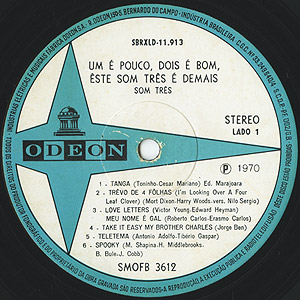 SBRXLD-11.913
UM É POUCO, DOIS É BOM,
ÊSTE SOM TRÊS É DEMAIS
SOM TRÊS
STEREO
LADO 1
ODEON
P 1970
1 - TANGA (Toninho-Cesar Mariano) Ed. Marajoara
2 - TRÊVO DE 4 FÔLHAS (I'm Looking Over A Four
Leaf Clover) (Mort Dixon-Harry Woods-vers. Nilo Sergio)
3 - LOVE LETTERS (Victor Young-Edward Heyman)
MEU NOME É GAL (Roberto Carlos-Erasmo Carlos)
4 - TAKE IT EASY MY BROTHER CHARLES (Jorge Ben)
5 - TELETEMA (Antonio Adolfo-Tibério Gaspar)
6 - SPOOKY (M. Shapina-H. Middlebrooks.
B. Buie-J. Cobb)
SMOFB 3612